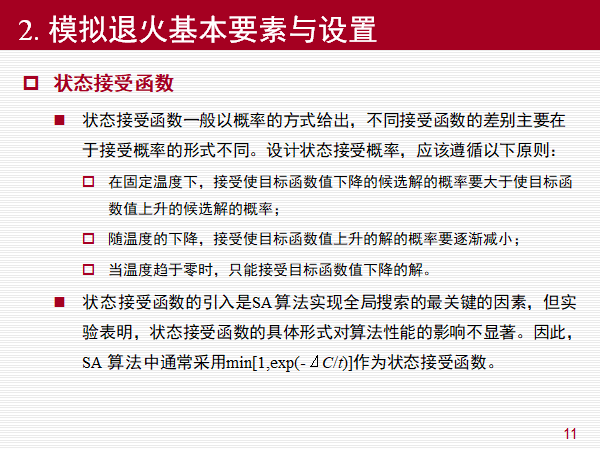 2. 模拟退火基本要素与设置
状态接受函数
状态接受函数一般以概率的方式给出，不同接受函数的差别主要在
于接受概率的形式不同。设计状态接受概率，应该遵循以下原则：
在固定温度下，接受使目标函数值下降的候选解的概率要大于使目标函
数值上升的候选解的概率；
随温度的下降，接受使目标函数值上升的解的概率要逐渐减小；
当温度趋于零时，只能接受目标函数值下降的解。
状态接受函数的引入是SA算法实现全局搜索的最关键的因素，但实
验表明，状态接受函数的具体形式对算法性能的影响不显著。因此，
SA 算法中通常采用min[1,exp(-ΔC/t)]作为状态接受函数。
11